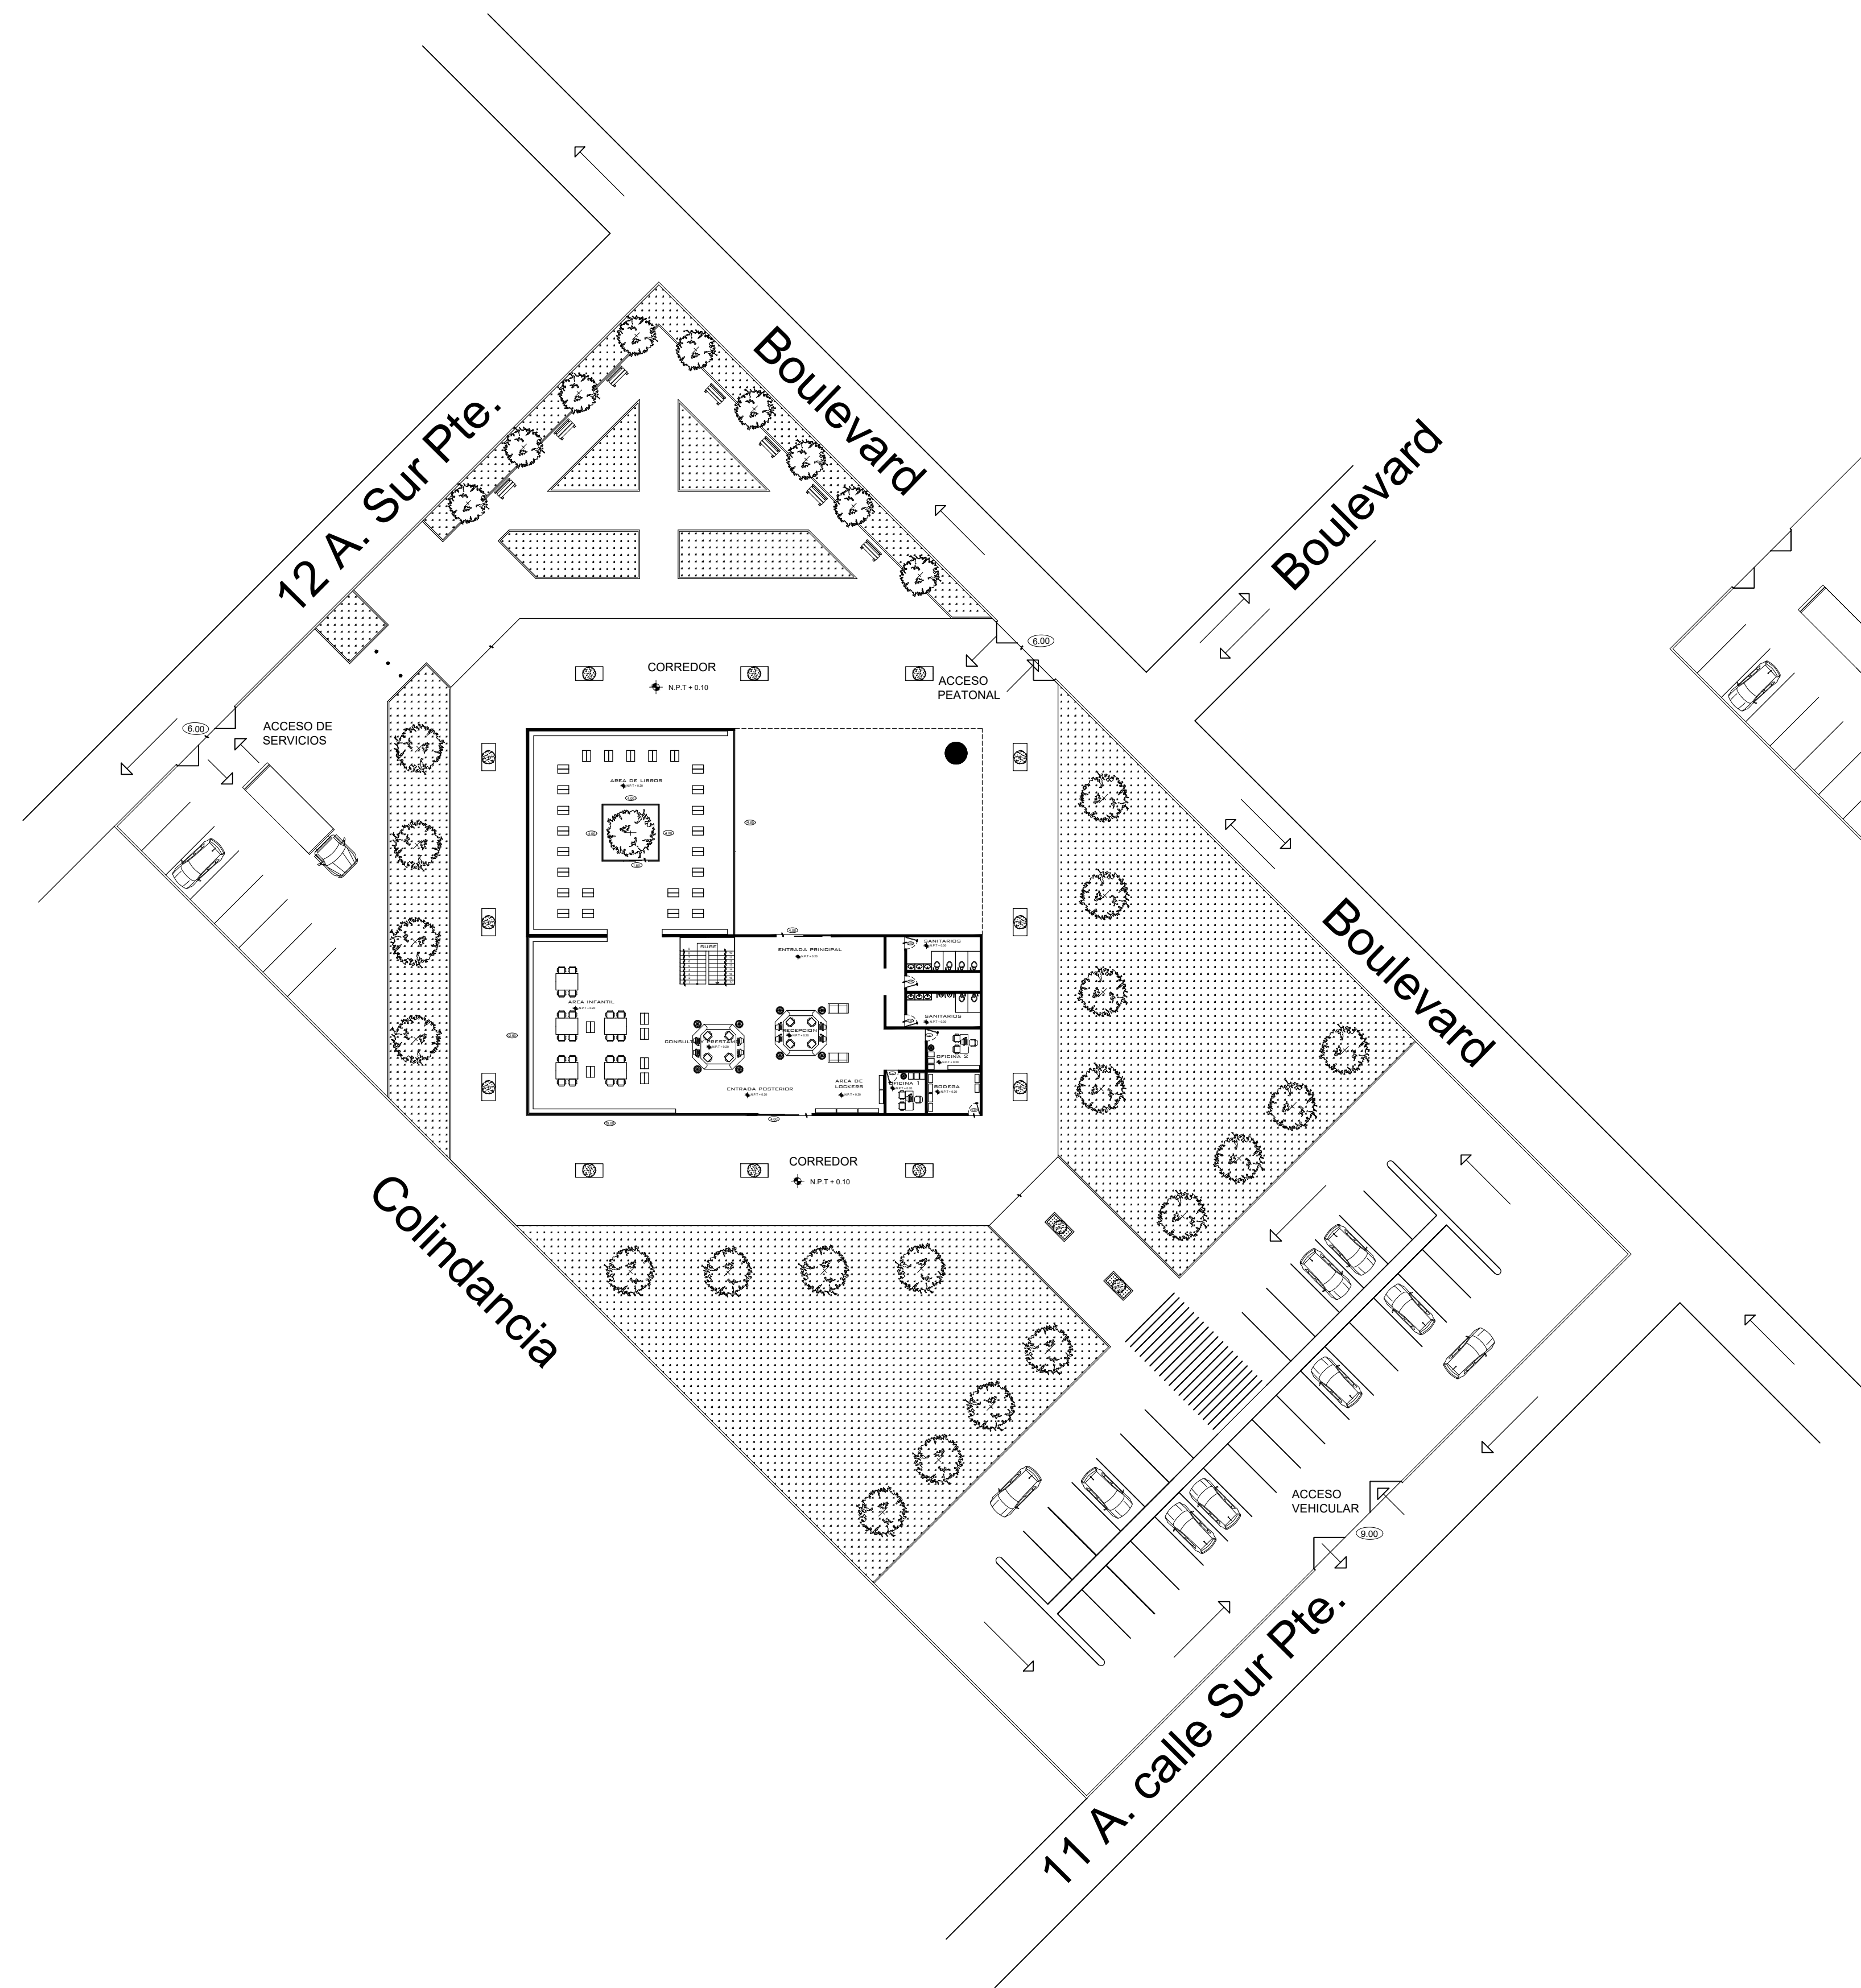 Boulevard
12 A. Sur Pte.
Boulevard
6.00
CORREDOR
N.P.T + 0.10
ACCESO
PEATONAL
6.00
ACCESO DE
SERVICIOS
AREA DE LIBROS
Boulevard
SUBE
ENTRADA PRINCIPAL
SANITARIOS
AREA INFANTIL
SANITARIOS
RECEPCION
OFICINA 2
AREA DE
LOCKERS
OFICINA 1
BODEGA
ENTRADA POSTERIOR
CORREDOR
N.P.T + 0.10
Colindancia
ACCESO
VEHICULAR
9.00
11 A. calle Sur Pte.